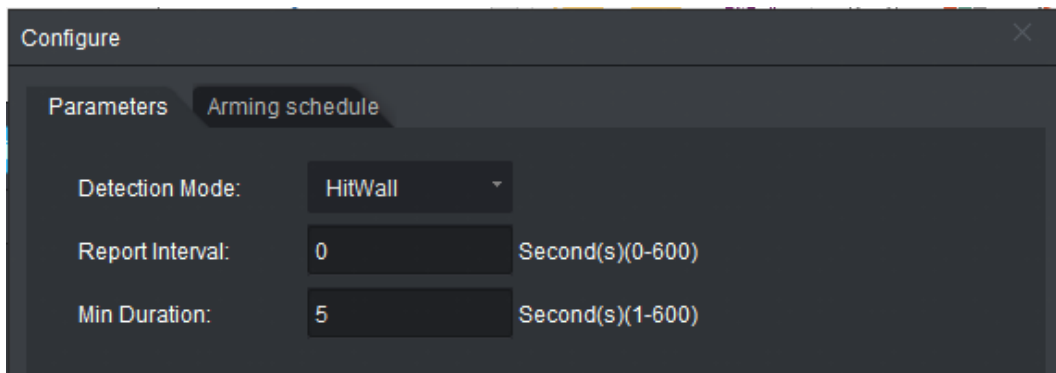 Configure
Parameters Arming schedule
Detection Mode: HitWall
Report Interval: 0 Second(s)(0-600)
Min Duration: 5 Second(s)(1-600)